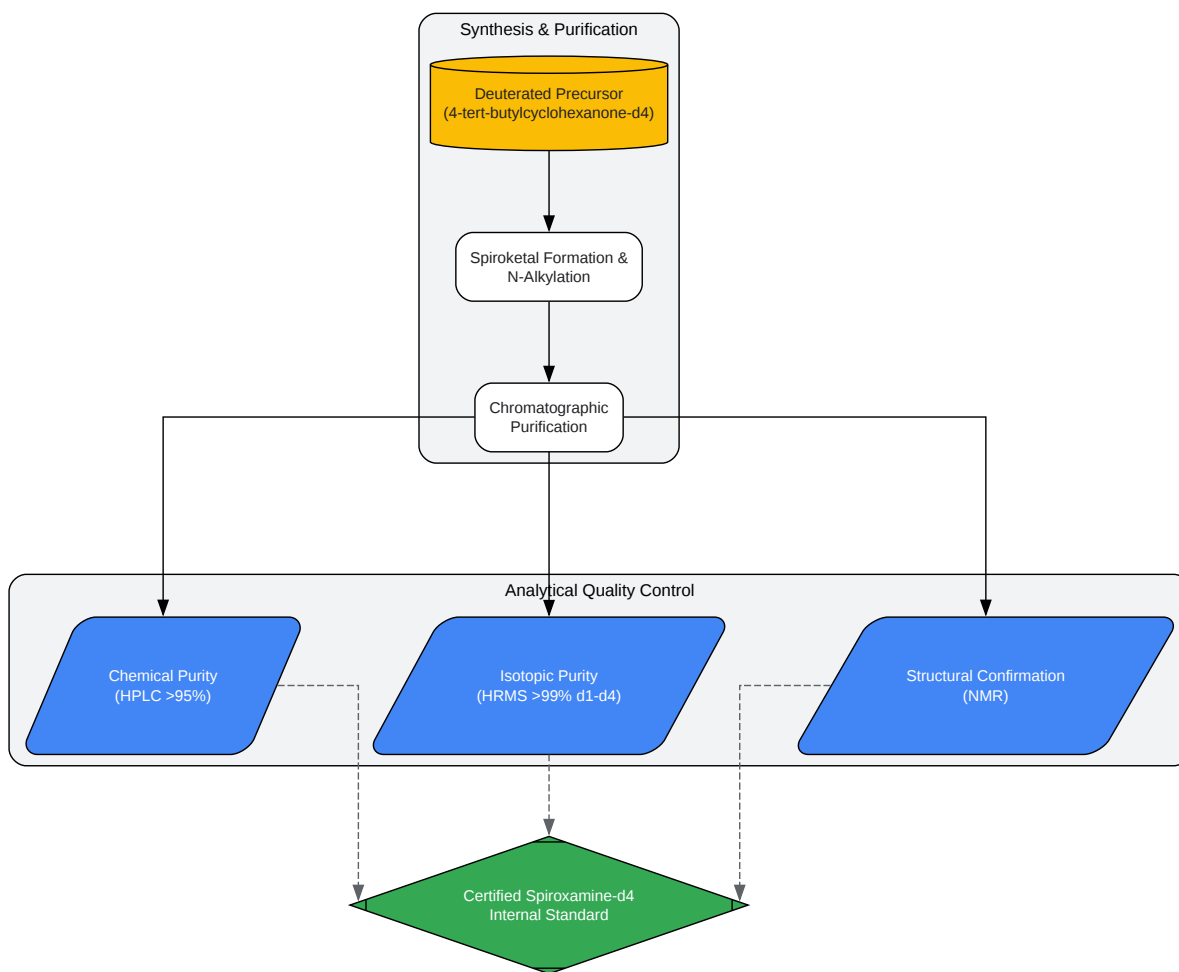 Synthesis & Purification
Deuterated Precursor
(4-tert-butylcyclohexanone-d4)
Spiroketal Formation &
N-Alkylation
Chromatographic
Purification
Analytical Quality Control
Chemical Purity
(HPLC >95%)
Isotopic Purity
(HRMS >99% d1-d4)
Structural Confirmation
(NMR)
Certified Spiroxamine-d4
Internal Standard